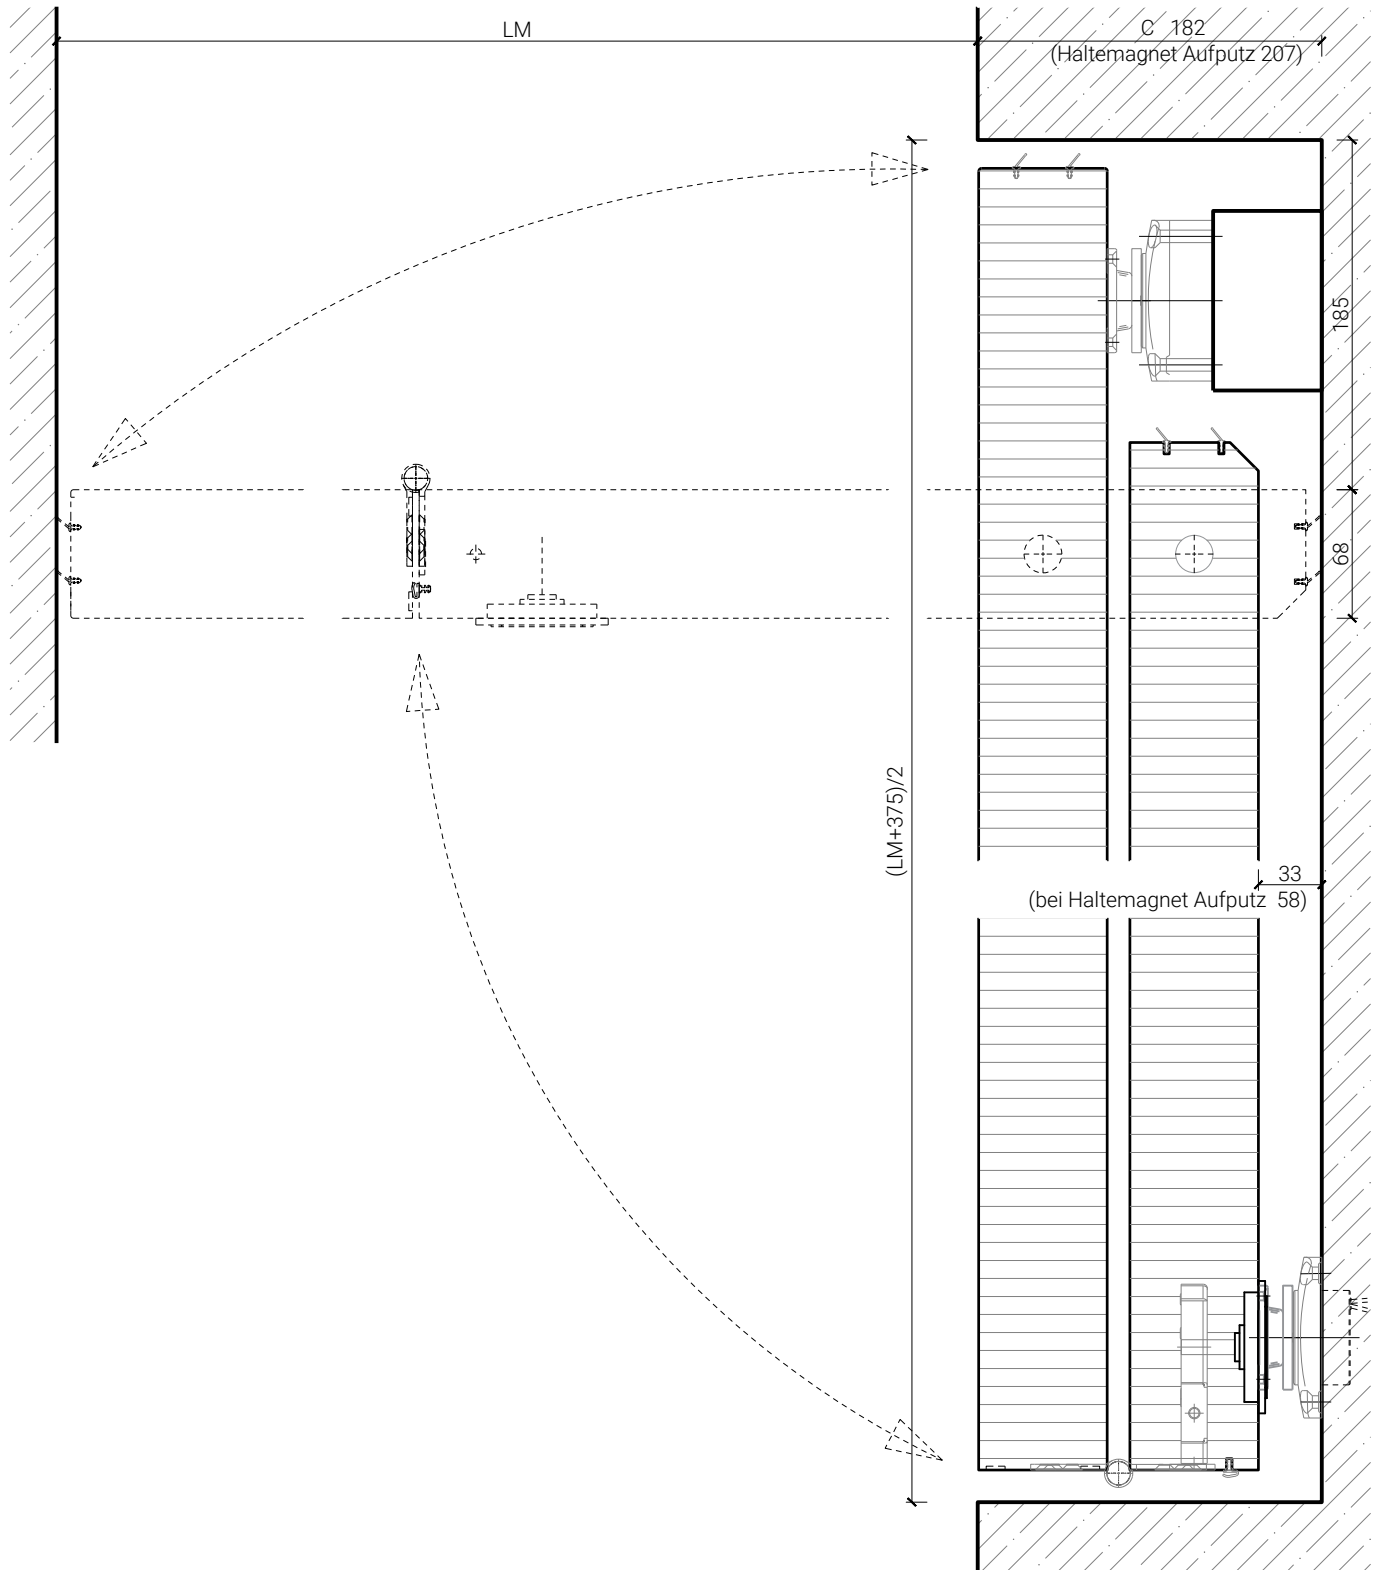 LM
C 182
(Haltemagnet Aufputz 207)
185
68
(LM+375)/2
33
(bei Haltemagnet Aufputz 58)